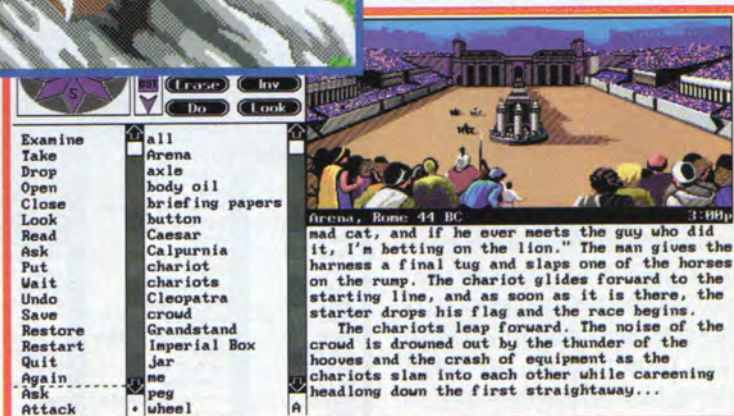 S
OUT
Erase
Inv
Do
Look
Examine
Take
Drop
Open
Close
Look
Read
Ask
Put
Wait
Undo
Save
Restore
Restart
Quit
Again
Ask
Attack
all
Arena
axle
body oil
briefing papers
button
Caesar
Calpurnia
chariot
chariots
Cleopatra
crowd
Grandstand
Imperial Box
jar
me
peg
wheel
A
Arena, Rome 44 BC 3:00p
mad cat, and if he ever meets the guy who did
it, I'm betting on the lion." The man gives the
harness a final tug and slaps one of the horses
on the rump. The chariot glides forward to the
starting line, and as soon as it is there, the
starter drops his flag and the race begins.
The chariots leap forward. The noise of the
crowd is drowned out by the thunder of the
hooves and the crash of equipment as the
chariots slam into each other while careening
headlong down the first straightaway...